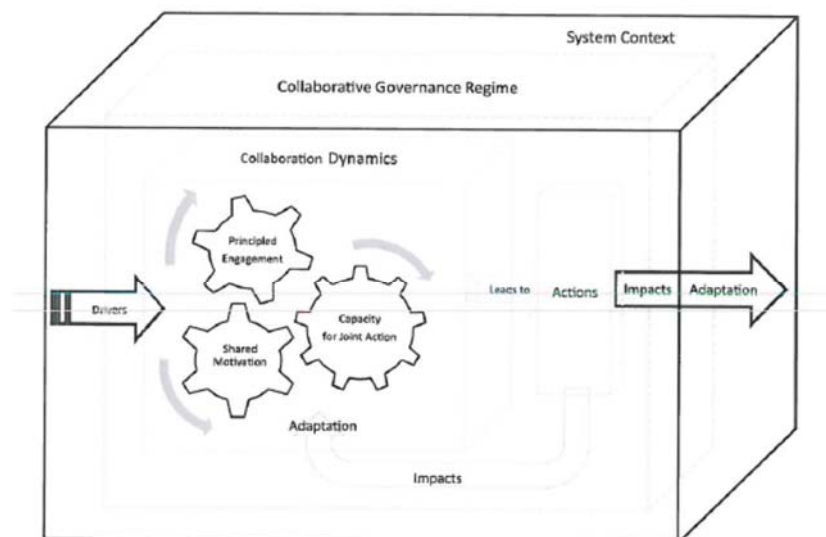 System Context
Collaborative Governance Regime
Collaboration Dynamics
Principled
Engagement
Drivers
Leads to
Actions
Impacts
Adaptation
Capacity
for Joint Action
Shared
Motivation
Adaptation
Impacts